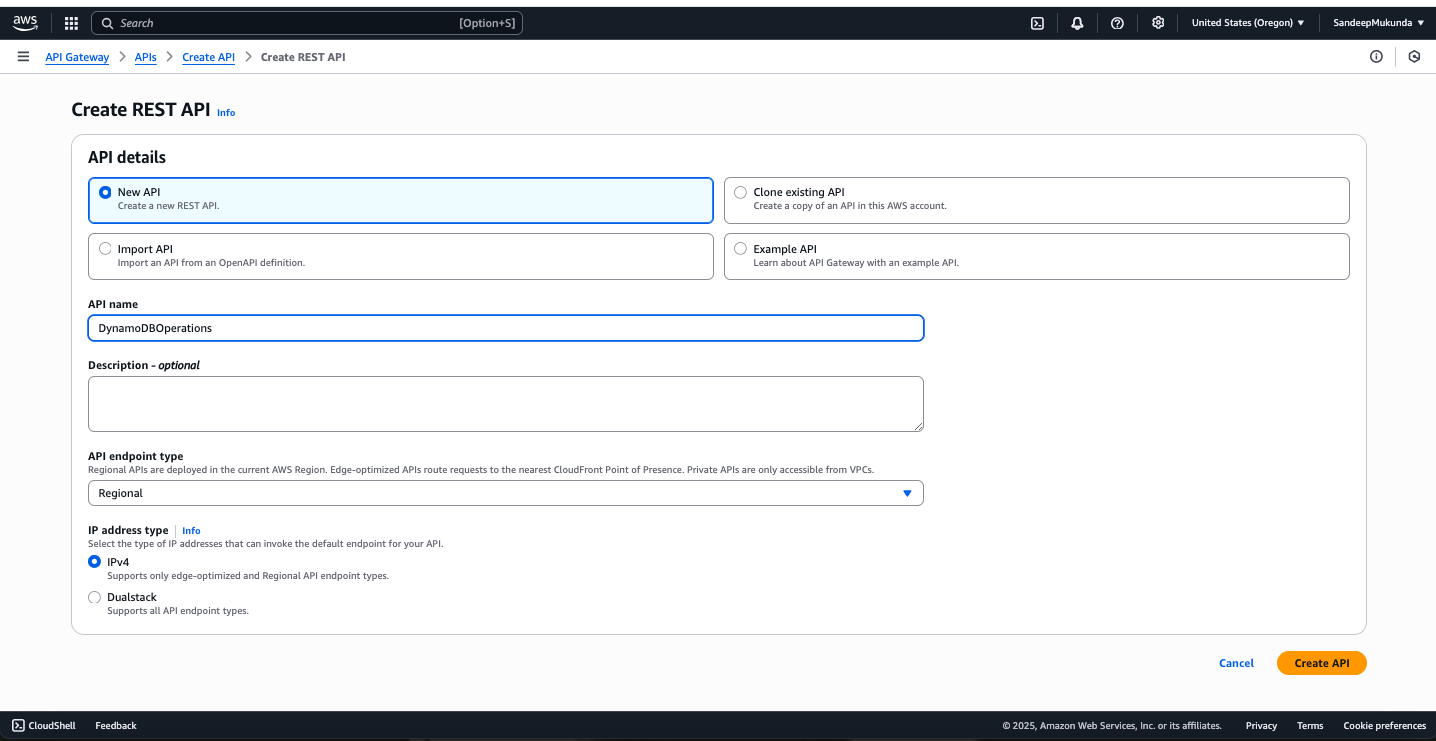 aws
Search [Option+S] United States (Oregon) SandeepMukunda
API Gateway APIs Create API Create REST API
Create REST API Info
API details
New API
Create a new REST API.
Clone existing API
Create a copy of an API in this AWS account.
Import API
Import an API from an OpenAPI definition.
Example API
Learn about API Gateway with an example API.
API name
DynamoDBOperations
Description - optional
API endpoint type
Regional APIs are deployed in the current AWS Region. Edge-optimized APIs route requests to the nearest CloudFront Point of Presence. Private APIs are only accessible from VPCs.
Regional
IP address type Info
Select the type of IP addresses that can invoke the default endpoint for your API.
IPv4
Supports only edge-optimized and Regional API endpoint types.
Dualstack
Supports all API endpoint types.
Cancel Create API
CloudShell Feedback © 2025, Amazon Web Services, Inc. or its affiliates. Privacy Terms Cookie preferences